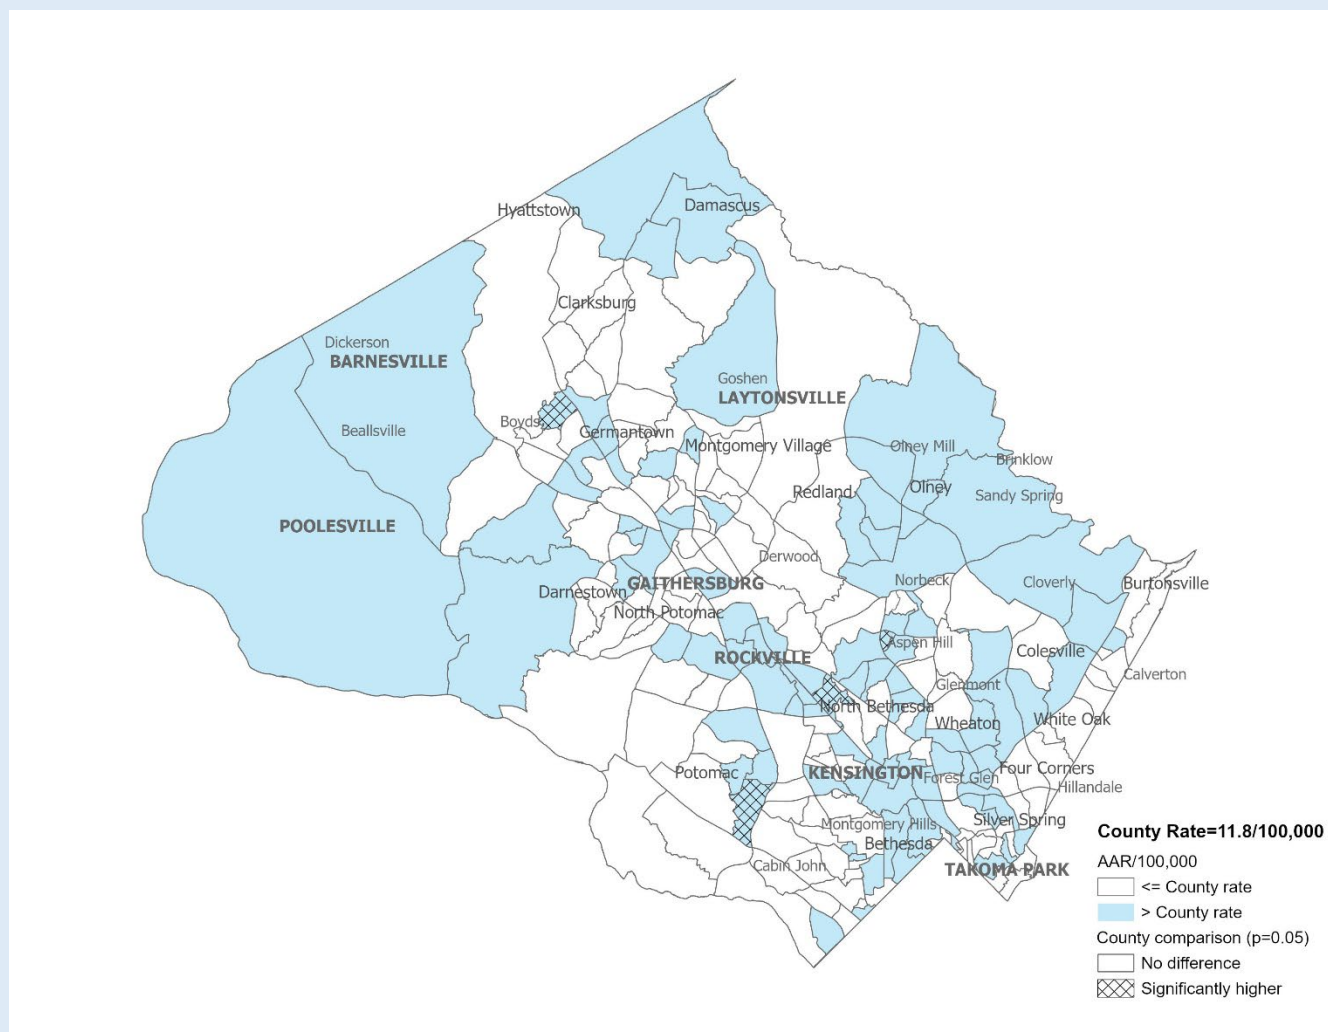 Damascus
Hyattstown
Clarksburg
Dickerson
BARNESVILLE
Goshen
LAYTONSVILLE
Boyds
Beallsville
Germantown
Montgomery Village
Olney Mill
Brinklow
Redland
Olney
Sandy Spring
POOLESVILLE
Derwood
GAITHERSBURG
Norbeck
Cloverly
Burtonsville
Darnestown
North Potomac
Aspen Hill
Colesville
ROCKVILLE
Calverton
Glenmont
North Bethesda
Wheaton
White Oak
Potomac
KENSINGTON
Forest Glen
Four Corners
Hillandale
Montgomery Hills
Silver Spring
Bethesda
Cabin John
TAKOMA PARK
County Rate=11.8/100,000
AAR/100,000
<= County rate
> County rate
County comparison (p=0.05)
No difference
Significantly higher